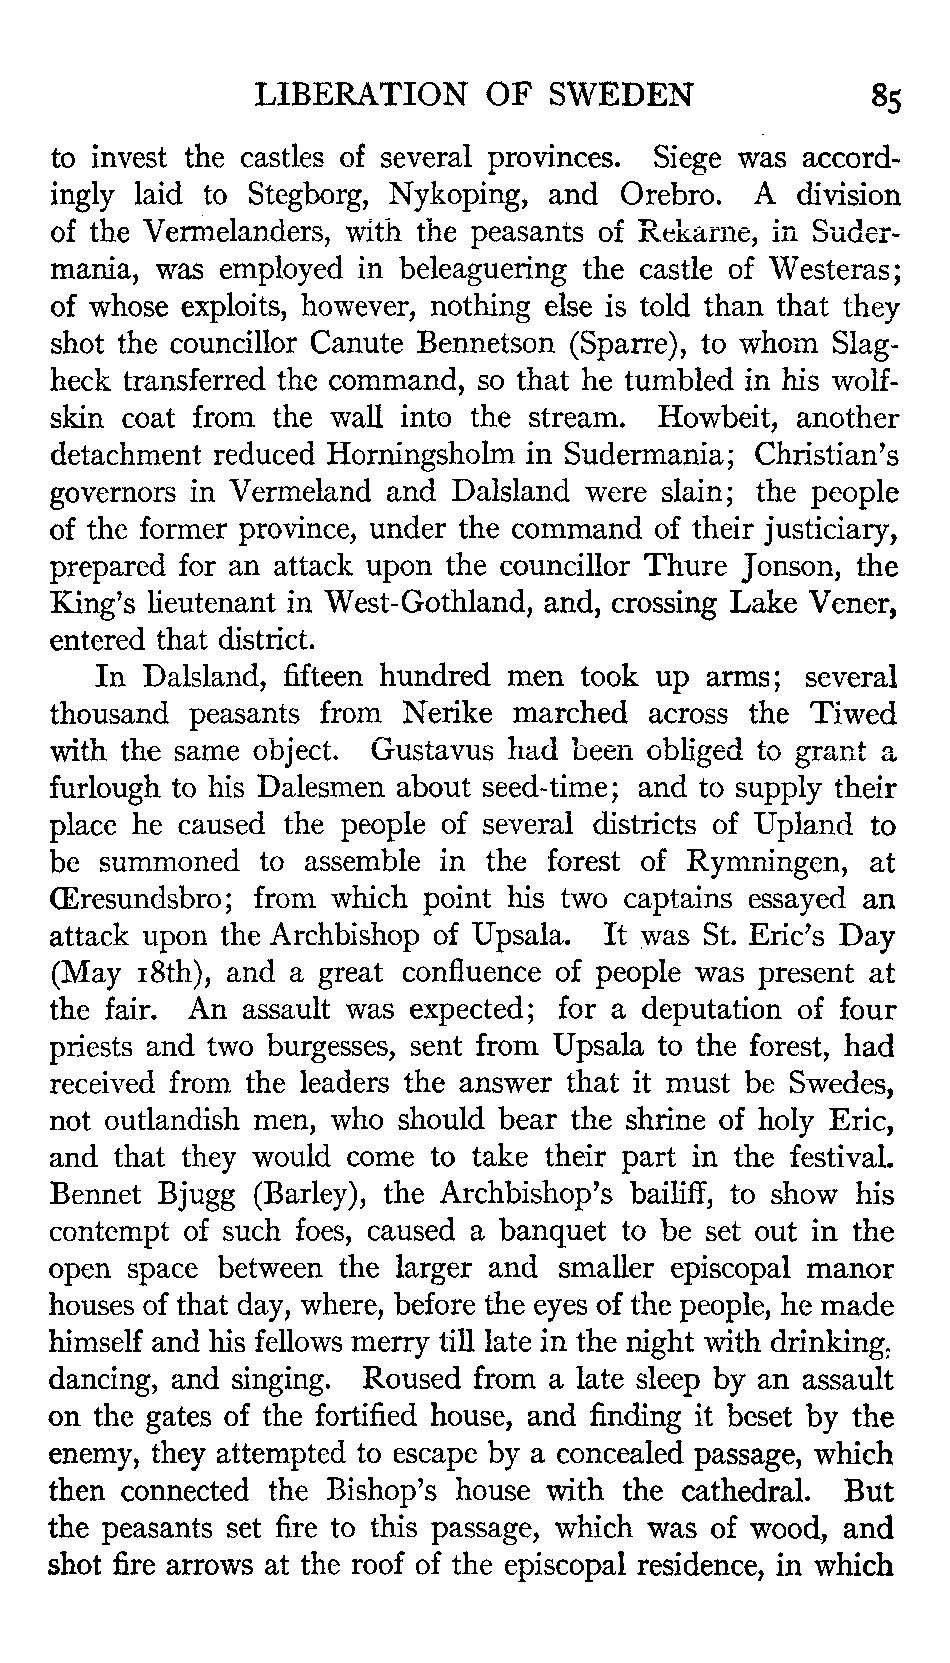 LIBERATION OF SWEDEN 85
to invest the castles of several provinces. Siege was accord-
ingly laid to Stegborg, Nykoping, and Orebro. A division
of the Vermelanders, with the peasants of Rekarne, in Suder-
mania, was employed in beleaguering the castle of Westeras;
of whose exploits, however, nothing else is told than that they
shot the councillor Canute Bennetson (Sparre), to whom Slag-
heck transferred the command, so that he tumbled in his wolf-
skin coat from the wall into the stream. Howbeit, another
detachment reduced Horningsholm in Sudermania; Christian's
governors in Vermeland and Dalsland were slain; the people
of the former province, under the command of their justiciary,
prepared for an attack upon the councillor Thure Jonson, the
King's lieutenant in West-Gothland, and, crossing Lake Vener,
entered that district.
In Dalsland, fifteen hundred men took up arms; several
thousand peasants from Nerike marched across the Tiwed
with the same object. Gustavus had been obliged to grant a
furlough to his Dalesmen about seed-time; and to supply their
place he caused the people of several districts of Upland to
be summoned to assemble in the forest of Rymningen, at
Œresundsbro; from which point his two captains essayed an
attack upon the Archbishop of Upsala. It was St. Eric's Day
(May 18th), and a great confluence of people was present at
the fair. An assault was expected; for a deputation of four
priests and two burgesses, sent from Upsala to the forest, had
received from the leaders the answer that it must be Swedes,
not outlandish men, who should bear the shrine of holy Eric,
and that they would come to take their part in the festival.
Bennet Bjugg (Barley), the Archbishop's bailiff, to show his
contempt of such foes, caused a banquet to be set out in the
open space between the larger and smaller episcopal manor
houses of that day, where, before the eyes of the people, he made
himself and his fellows merry till late in the night with drinking,
dancing, and singing. Roused from a late sleep by an assault
on the gates of the fortified house, and finding it beset by the
enemy, they attempted to escape by a concealed passage, which
then connected the Bishop's house with the cathedral. But
the peasants set fire to this passage, which was of wood, and
shot fire arrows at the roof of the episcopal residence, in which